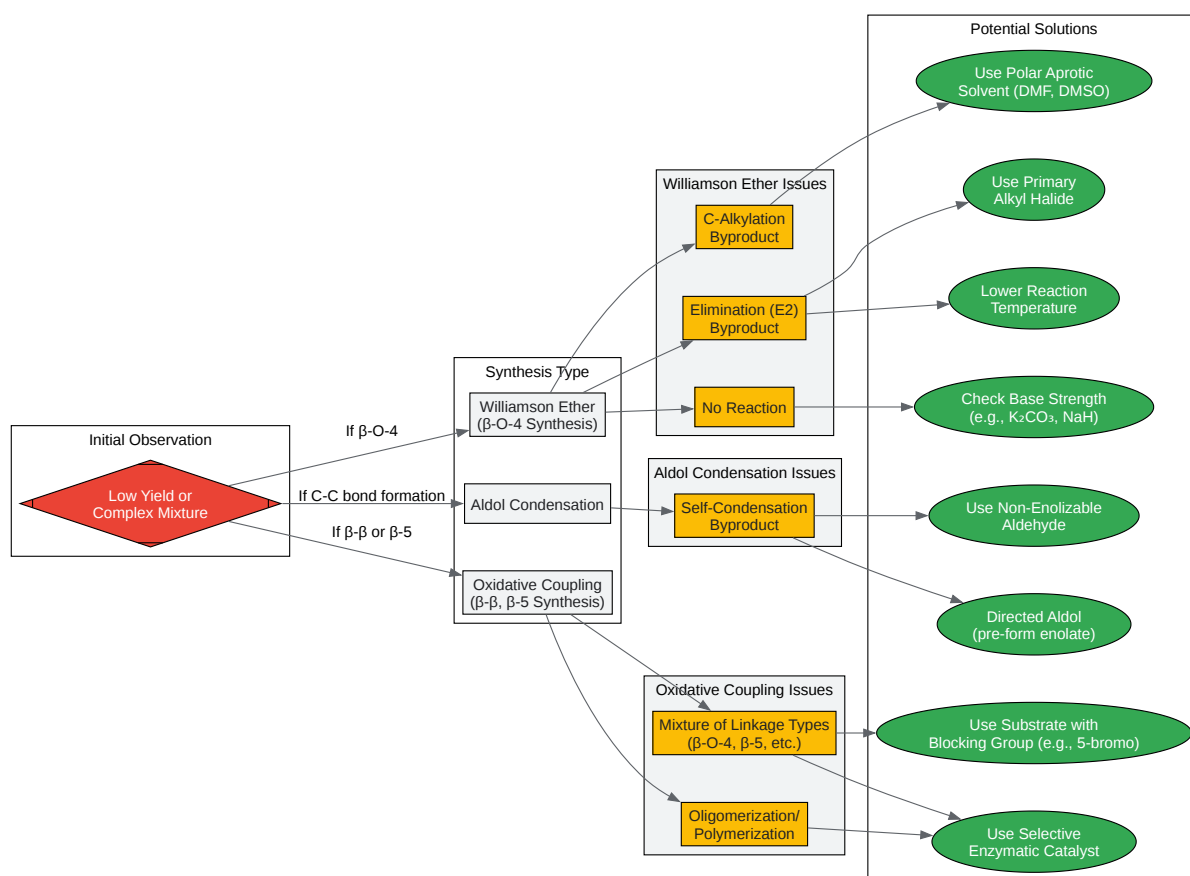 Potential Solutions
Use Polar Aprotic
Solvent (DMF, DMSO)
Use Primary
Alkyl Halide
Lower Reaction
Temperature
Check Base Strength
(e.g., K₂CO₃, NaH)
Use Non-Enolizable
Aldehyde
Directed Aldol
(pre-form enolate)
Use Substrate with
Blocking Group (e.g., 5-bromo)
Use Selective
Enzymatic Catalyst
Williamson Ether Issues
C-Alkylation
Byproduct
Elimination (E2)
Byproduct
No Reaction
Aldol Condensation Issues
Self-Condensation
Byproduct
Oxidative Coupling Issues
Mixture of Linkage Types
(β-O-4, β-5, etc.)
Oligomerization/
Polymerization
Synthesis Type
Williamson Ether
(β-O-4 Synthesis)
Aldol Condensation
Oxidative Coupling
(β-β, β-5 Synthesis)
Initial Observation
Low Yield or
Complex Mixture
If β-O-4
If C-C bond formation
If β-β or β-5